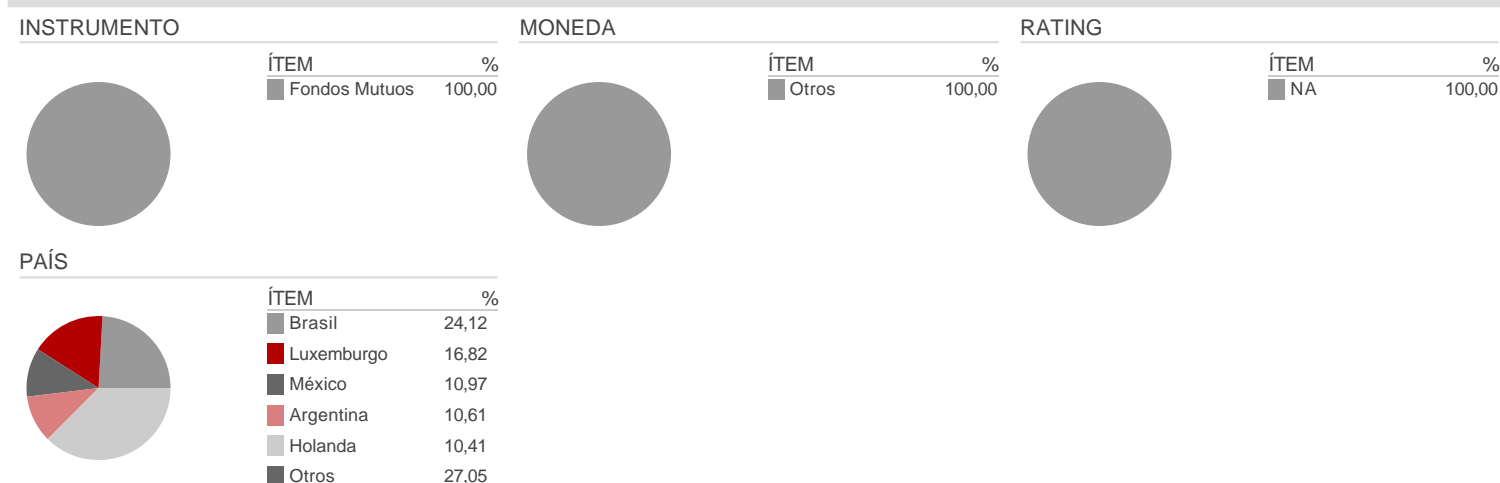 INSTRUMENTO
ÍTEM %
Fondos Mutuos 100,00
MONEDA
ÍTEM %
Otros 100,00
RATING
ÍTEM %
NA 100,00
PAÍS
ÍTEM %
Brasil 24,12
Luxemburgo 16,82
México 10,97
Argentina 10,61
Holanda 10,41
Otros 27,05